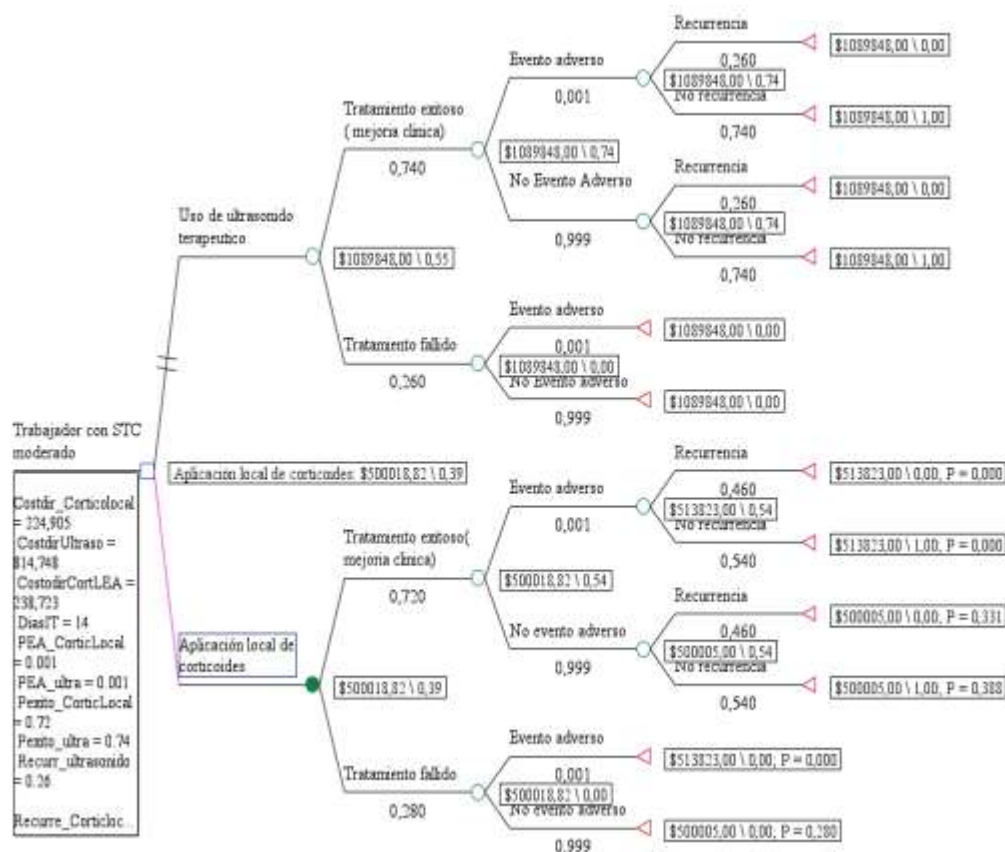 Recurrencia
0,260
$1089848,00 \ 0,00
Evento adverso
0,001
$1089848,00 \ 0,74
No recurrencia
0,740
$1089848,00 \ 1,00
Tratamiento exitoso
( mejoria clinica)
0,740
$1089848,00 \ 0,74
Recurrencia
0,260
$1089848,00 \ 0,00
No Evento Adverso
0,999
$1089848,00 \ 0,74
No recurrencia
0,740
$1089848,00 \ 1,00
Uso de ultrasonido
terapeutico
$1089848,00 \ 0,55
Evento adverso
0,001
$1089848,00 \ 0,00
Tratamiento fallido
0,260
$1089848,00 \ 0,00
No Evento adverso
0,999
$1089848,00 \ 0,00
Trabajador con STC
moderado
Aplicación local de corticoides: $500018,82 \ 0,39
Costdir_Corticolocal
= 224,905
CostdirUltraso =
814,748
CostodirCortLEA =
238,723
DiasIT = 14
PEA_CorticLocal
= 0.001
PEA_ultra = 0.001
Pexito_CorticLocal
= 0.72
Pexito_ultra = 0.74
Recurr_ultrasonido
= 0.26
Recurre_Corticloc...
Recurrencia
0,460
$513823,00 \ 0,00; P = 0,000
Evento adverso
0,001
$513823,00 \ 0,54
No recurrencia
0,540
$513823,00 \ 1,00; P = 0,000
Tratamiento exitoso(
mejoria clinica)
0,720
$500018,82 \ 0,54
Recurrencia
0,460
$500005,00 \ 0,00; P = 0,331
No evento adverso
0,999
$500005,00 \ 0,54
No recurrencia
0,540
$500005,00 \ 1,00; P = 0,388
Aplicación local de
corticoides
$500018,82 \ 0,39
Evento adverso
0,001
$513823,00 \ 0,00; P = 0,000
Tratamiento fallido
0,280
$500018,82 \ 0,00
No evento adverso
0,999
$500005,00 \ 0,00; P = 0,280